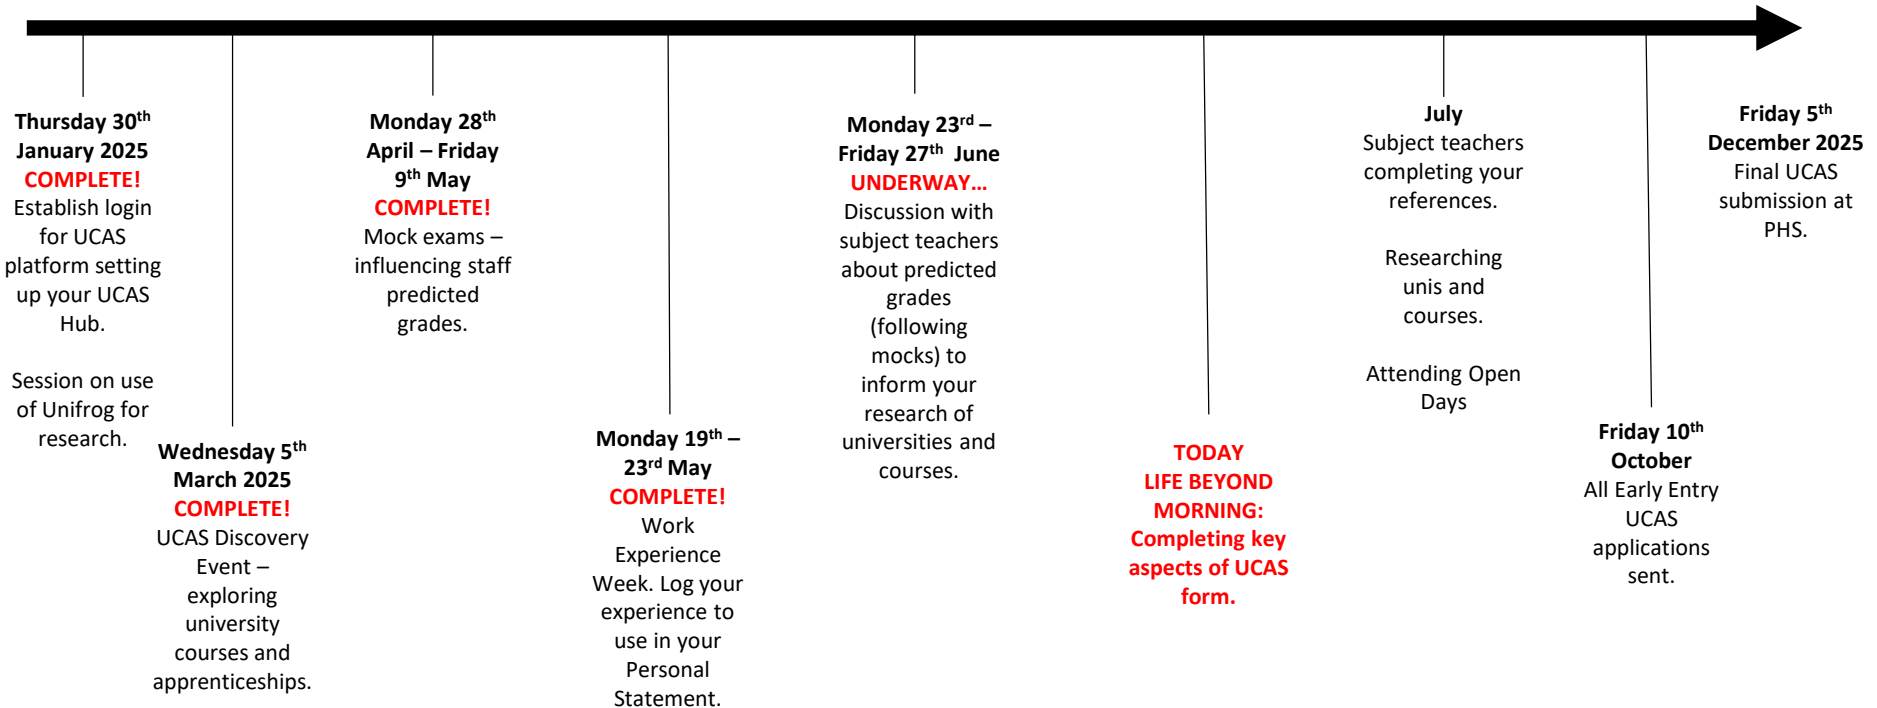 Thursday 30th
January 2025
COMPLETE!
Establish login
for UCAS
platform setting
up your UCAS
Hub.
Session on use
of Unifrog for
research.
Wednesday 5th
March 2025
COMPLETE!
UCAS Discovery
Event –
exploring
university
courses and
apprenticeships.
Monday 28th
April – Friday
9th May
COMPLETE!
Mock exams –
influencing staff
predicted
grades.
Monday 19th –
23rd May
COMPLETE!
Work
Experience
Week. Log your
experience to
use in your
Personal
Statement.
Monday 23rd –
Friday 27th June
UNDERWAY…
Discussion with
subject teachers
about predicted
grades
(following
mocks) to
inform your
research of
universities and
courses.
TODAY
LIFE BEYOND
MORNING:
Completing key
aspects of UCAS
form.
July
Subject teachers
completing your
references.
Researching
unis and
courses.
Attending Open
Days
Friday 10th
October
All Early Entry
UCAS
applications
sent.
Friday 5th
December 2025
Final UCAS
submission at
PHS.